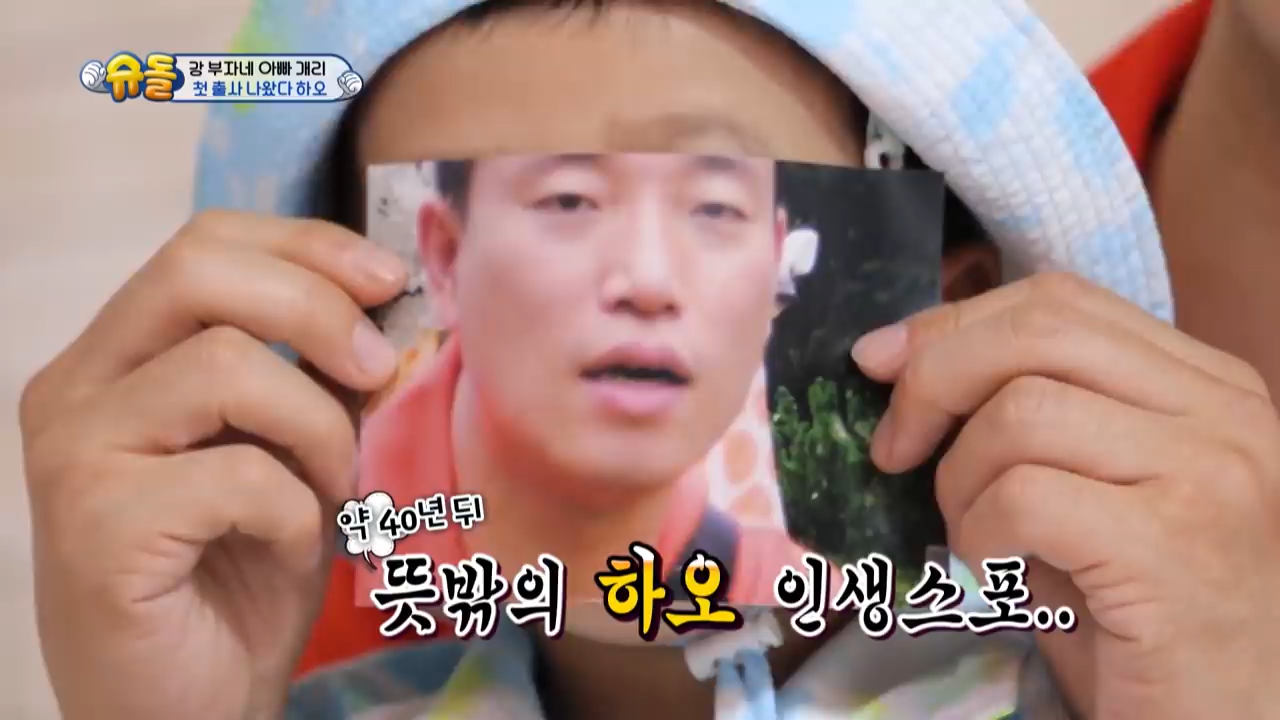 슈돌
강 부자네 아빠 개리
첫 출사 나왔다 하오
약 40년 뒤
뜻밖의 하오 인생스포..